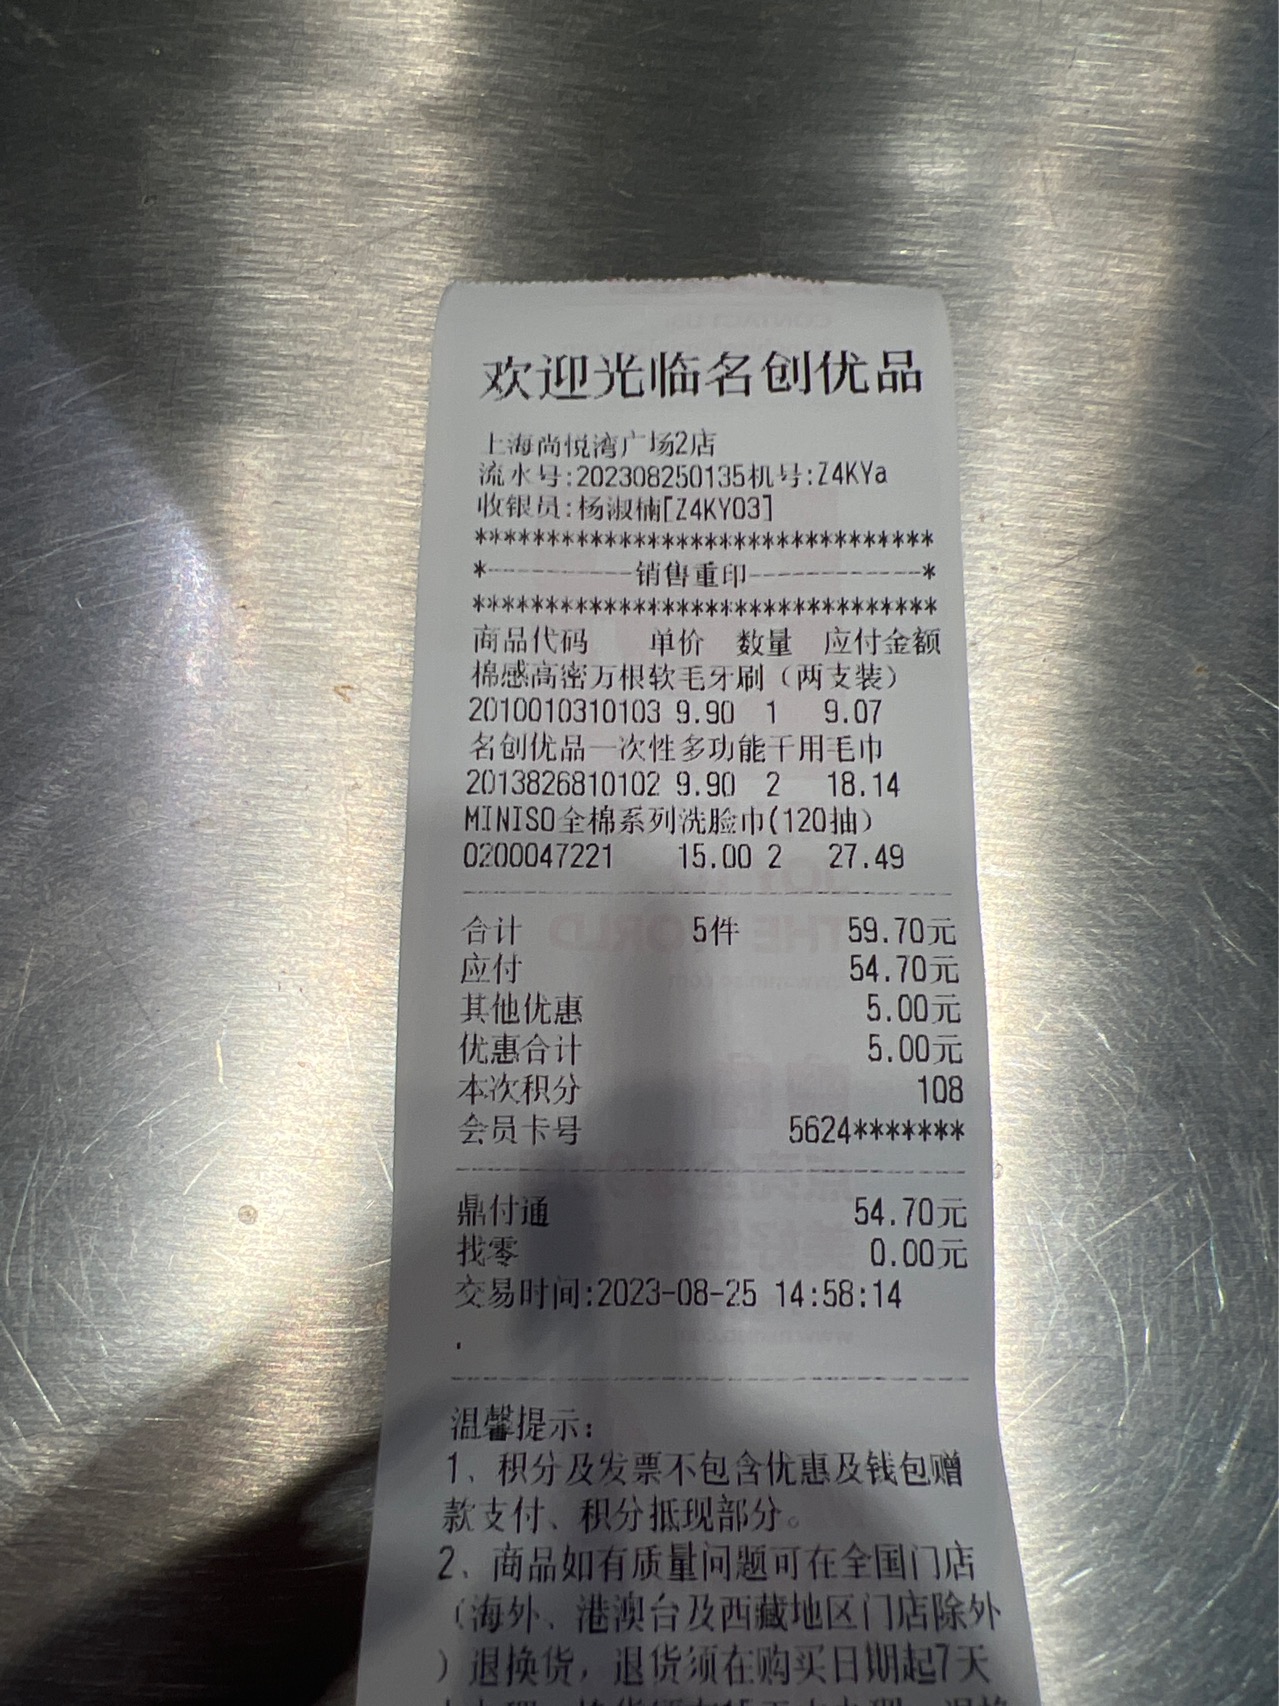 欢迎光临名创优品
上海尚悦湾广场2店
流水号:202308250135机号:Z4KYa
收银员:杨淑楠[Z4KY03]
********************************
*----------销售重印------------*
********************************
商品代码 单价 数量 应付金额
棉感高密万根软毛牙刷（两支装）
2010010310103 9.90 1 9.07
名创优品一次性多功能干用毛巾
2013826810102 9.90 2 18.14
MINISO全棉系列洗脸巾(120抽）
0200047221 15.00 2 27.49
合计 5件 59.70元
应付 54.70元
其他优惠 5.00元
优惠合计 5.00元
本次积分 108
会员卡号 5624*******
鼎付通 54.70元
找零 0.00元
交易时间:2023-08-25 14:58:14
.
温馨提示：
1、积分及发票不包含优惠及钱包赠
款支付、积分抵现部分。
2、商品如有质量问题可在全国门店
（海外、港澳台及西藏地区门店除外
）退换货，退货须在购买日期起7天